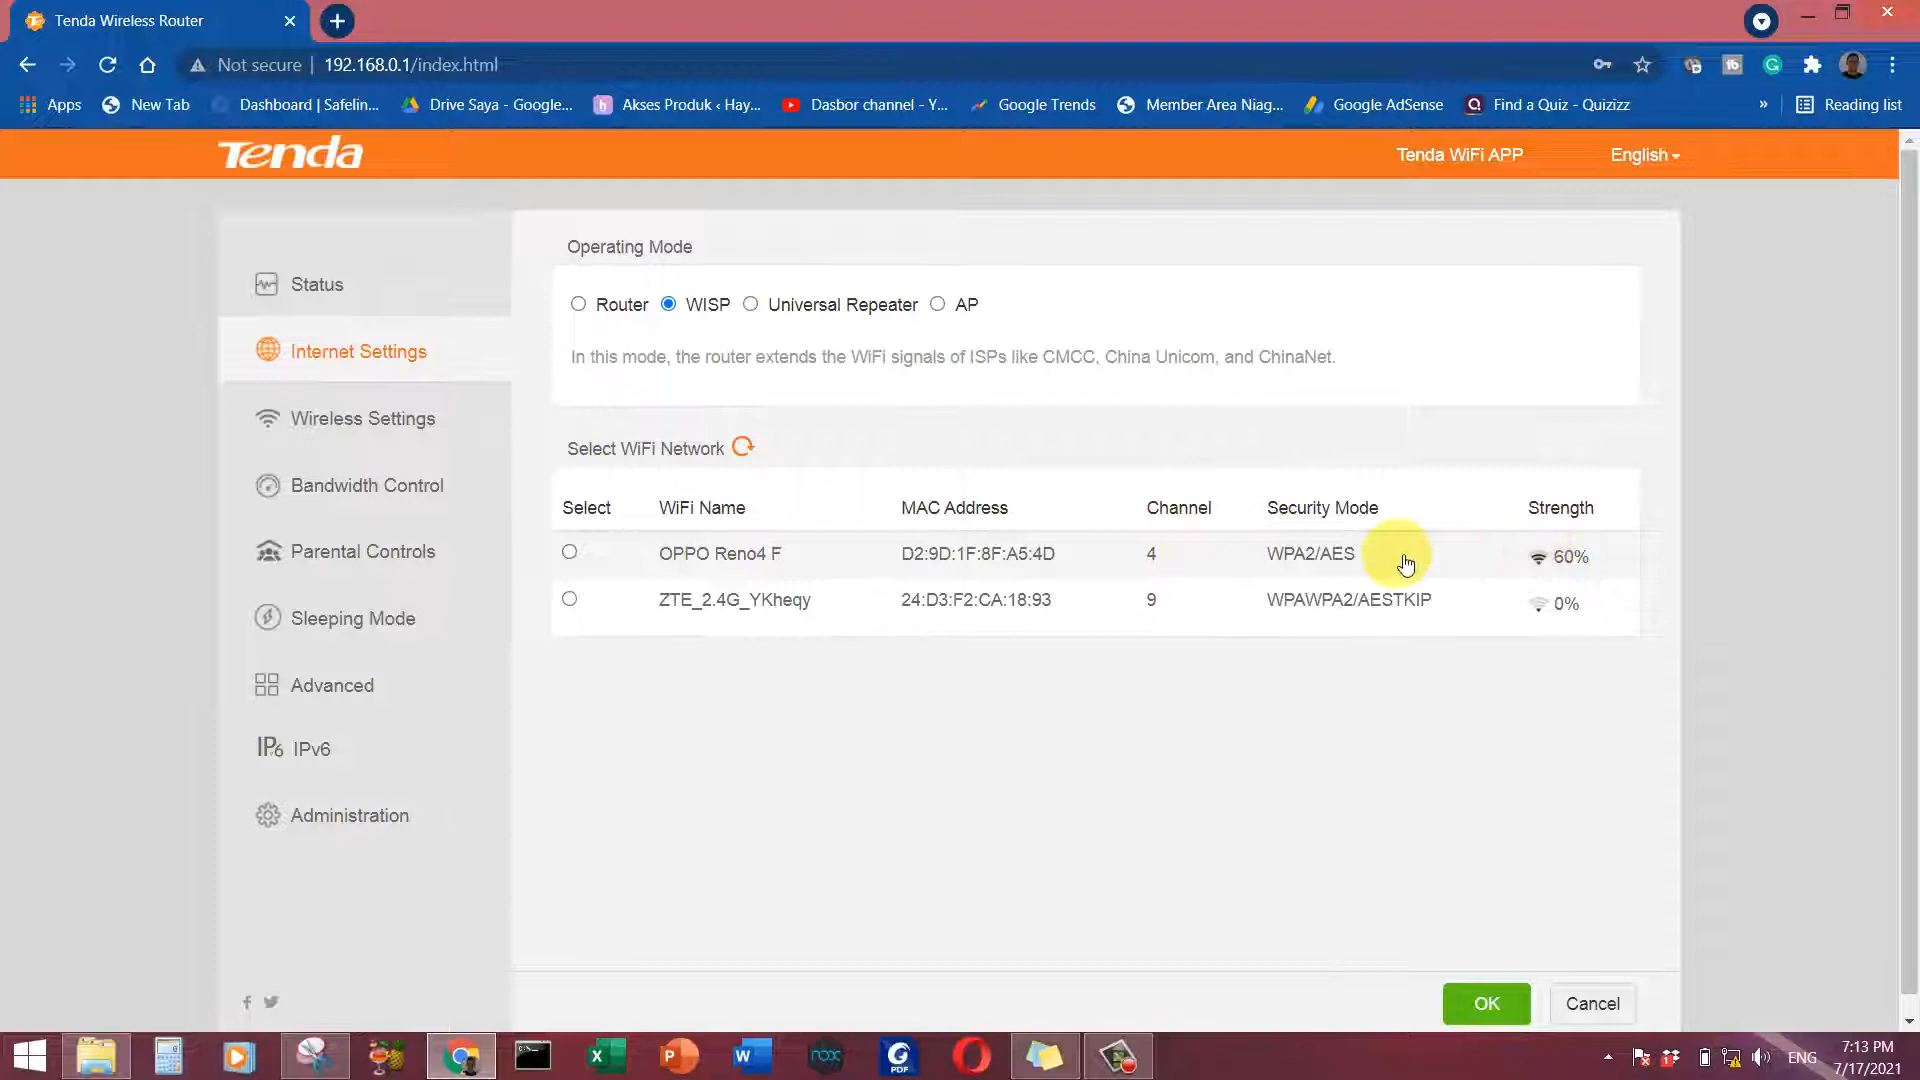 Tenda Wireless Router
Not secure | 192.168.0.1/index.html
Apps New Tab Dashboard | Safelin... Drive Saya - Google... Akses Produk ‹ Hay... Dasbor channel - Y... Google Trends Member Area Niag... Google AdSense Find a Quiz - Quizizz » Reading list
Tenda Tenda WiFi APP English
Operating Mode
Status
Router WISP Universal Repeater AP
Internet Settings
In this mode, the router extends the WiFi signals of ISPs like CMCC, China Unicom, and ChinaNet.
Wireless Settings
Select WiFi Network
Bandwidth Control
Select WiFi Name MAC Address Channel Security Mode Strength
Parental Controls
OPPO Reno4 F D2:9D:1F:8F:A5:4D 4 WPA2/AES 60%
ZTE_2.4G_YKheqy 24:D3:F2:CA:18:93 9 WPAWPA2/AESTKIP 0%
Sleeping Mode
Advanced
IPv6 IPv6
Administration
OK Cancel
nox PDF ENG
7:13 PM
7/17/2021